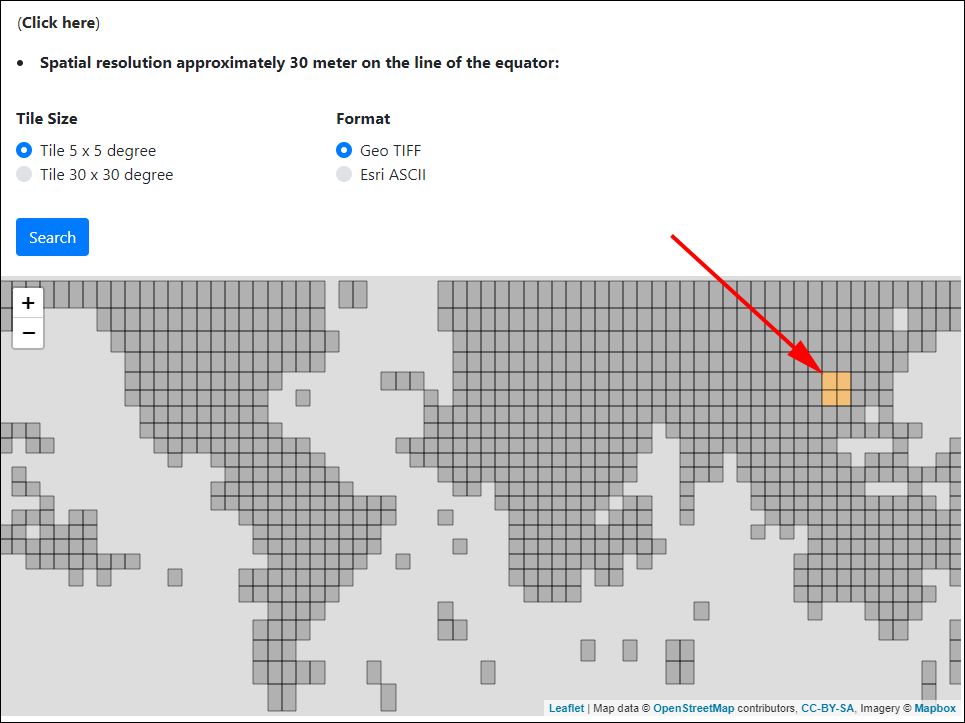 (Click here)
• Spatial resolution approximately 30 meter on the line of the equator:
Tile Size Format
Tile 5 x 5 degree Geo TIFF
Tile 30 x 30 degree Esri ASCII
Search
+
−
Leaflet | Map data © OpenStreetMap contributors, CC-BY-SA, Imagery © Mapbox